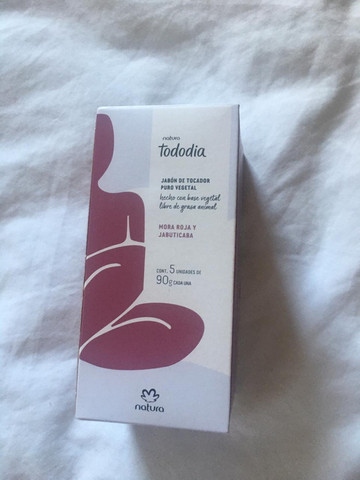 natura
tododia
JABÓN DE TOCADOR
PURO VEGETAL
hecho con base vegetal
libre de grasa animal
MORA ROJA Y
JABUTICABA
CONT. 5 UNIDADES DE
90g CADA UNA
natura